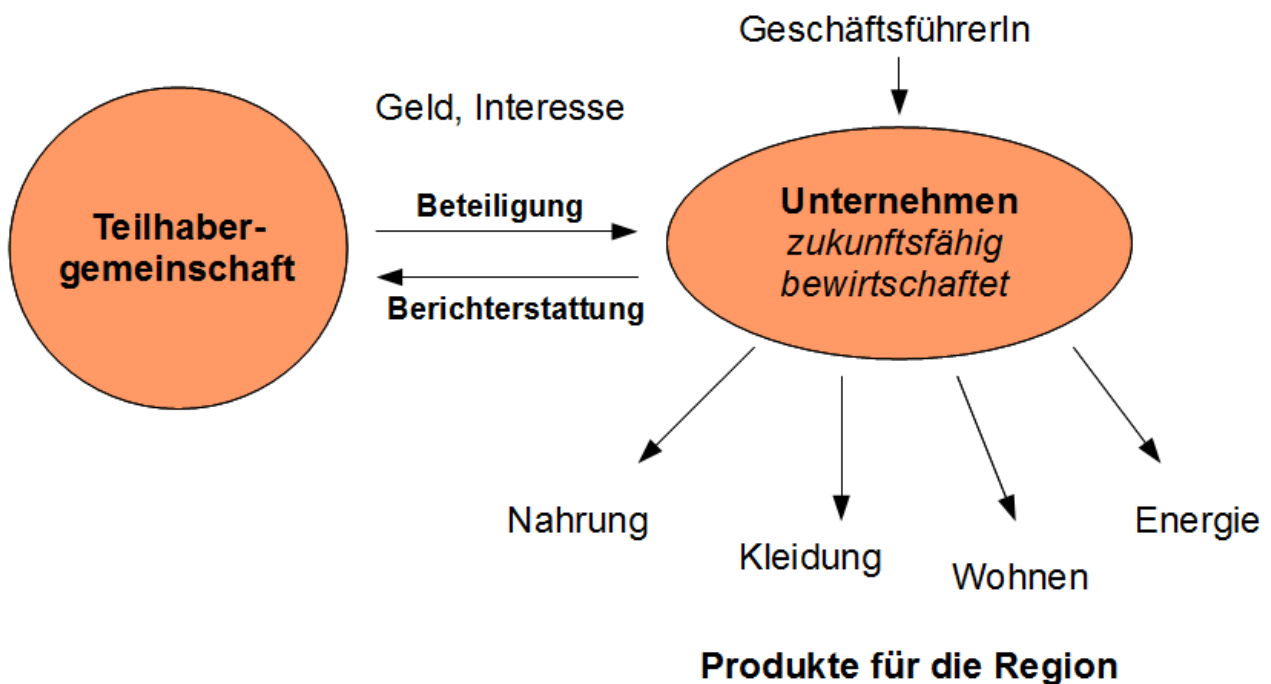 GeschäftsführerIn
Geld, Interesse
Teilhaber-
gemeinschaft
Beteiligung
Berichterstattung
Unternehmen
zukunftsfähig
bewirtschaftet
Nahrung
Kleidung
Wohnen
Energie
Produkte für die Region